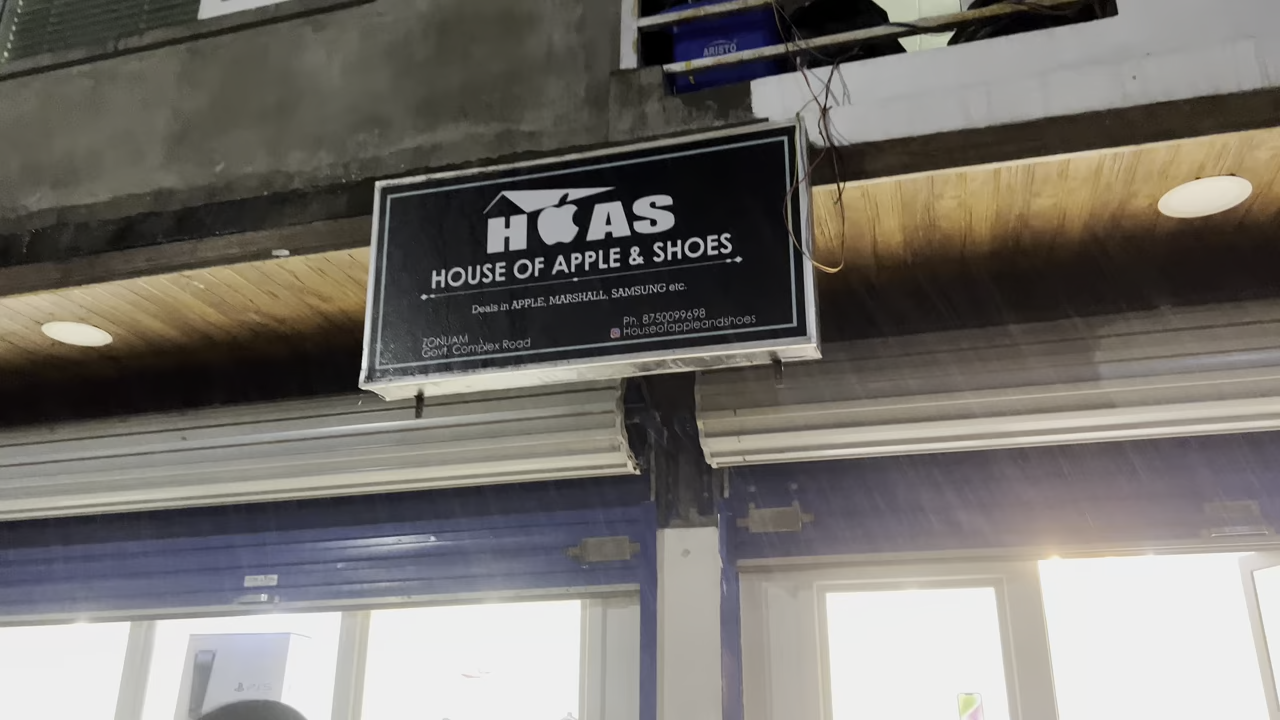 ARISTO
HOAS
HOUSE OF APPLE & SHOES
Deals in APPLE, MARSHALL, SAMSUNG etc.
ZONUAM
Govt. Complex Road
Ph. 8750099698
Houseofappleandshoes
PS5